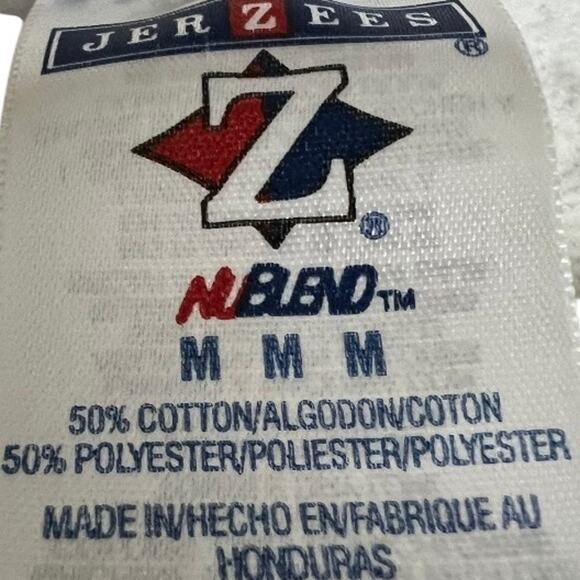 JERZEES®
Z®
NUBLEND™
M M M
50% COTTON/ALGODON/COTON
50% POLYESTER/POLIESTER/POLYESTER
MADE IN/HECHO EN/FABRIQUE AU
HONDURAS